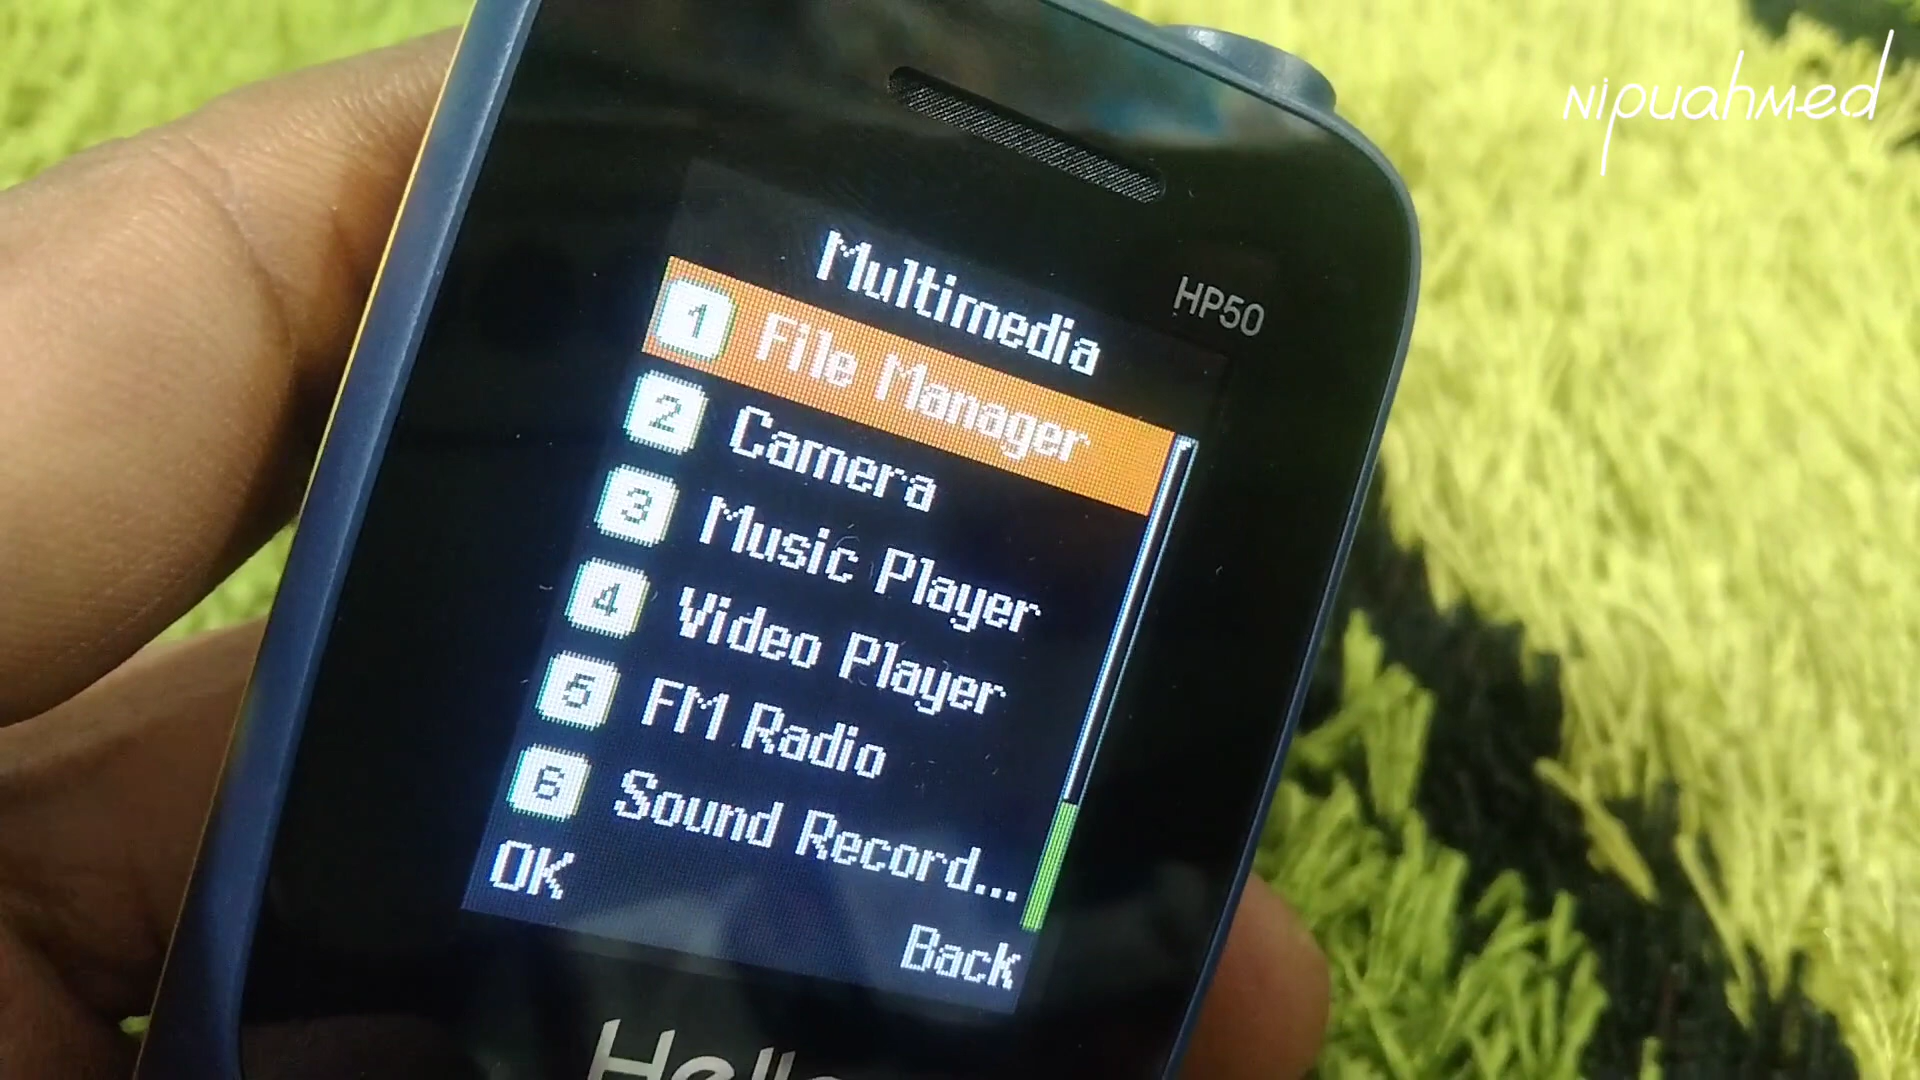 NipuAhmed
HP50
Multimedia
1 File Manager
2 Camera
3 Music Player
4 Video Player
5 FM Radio
6 Sound Record...
OK
Back
Hello